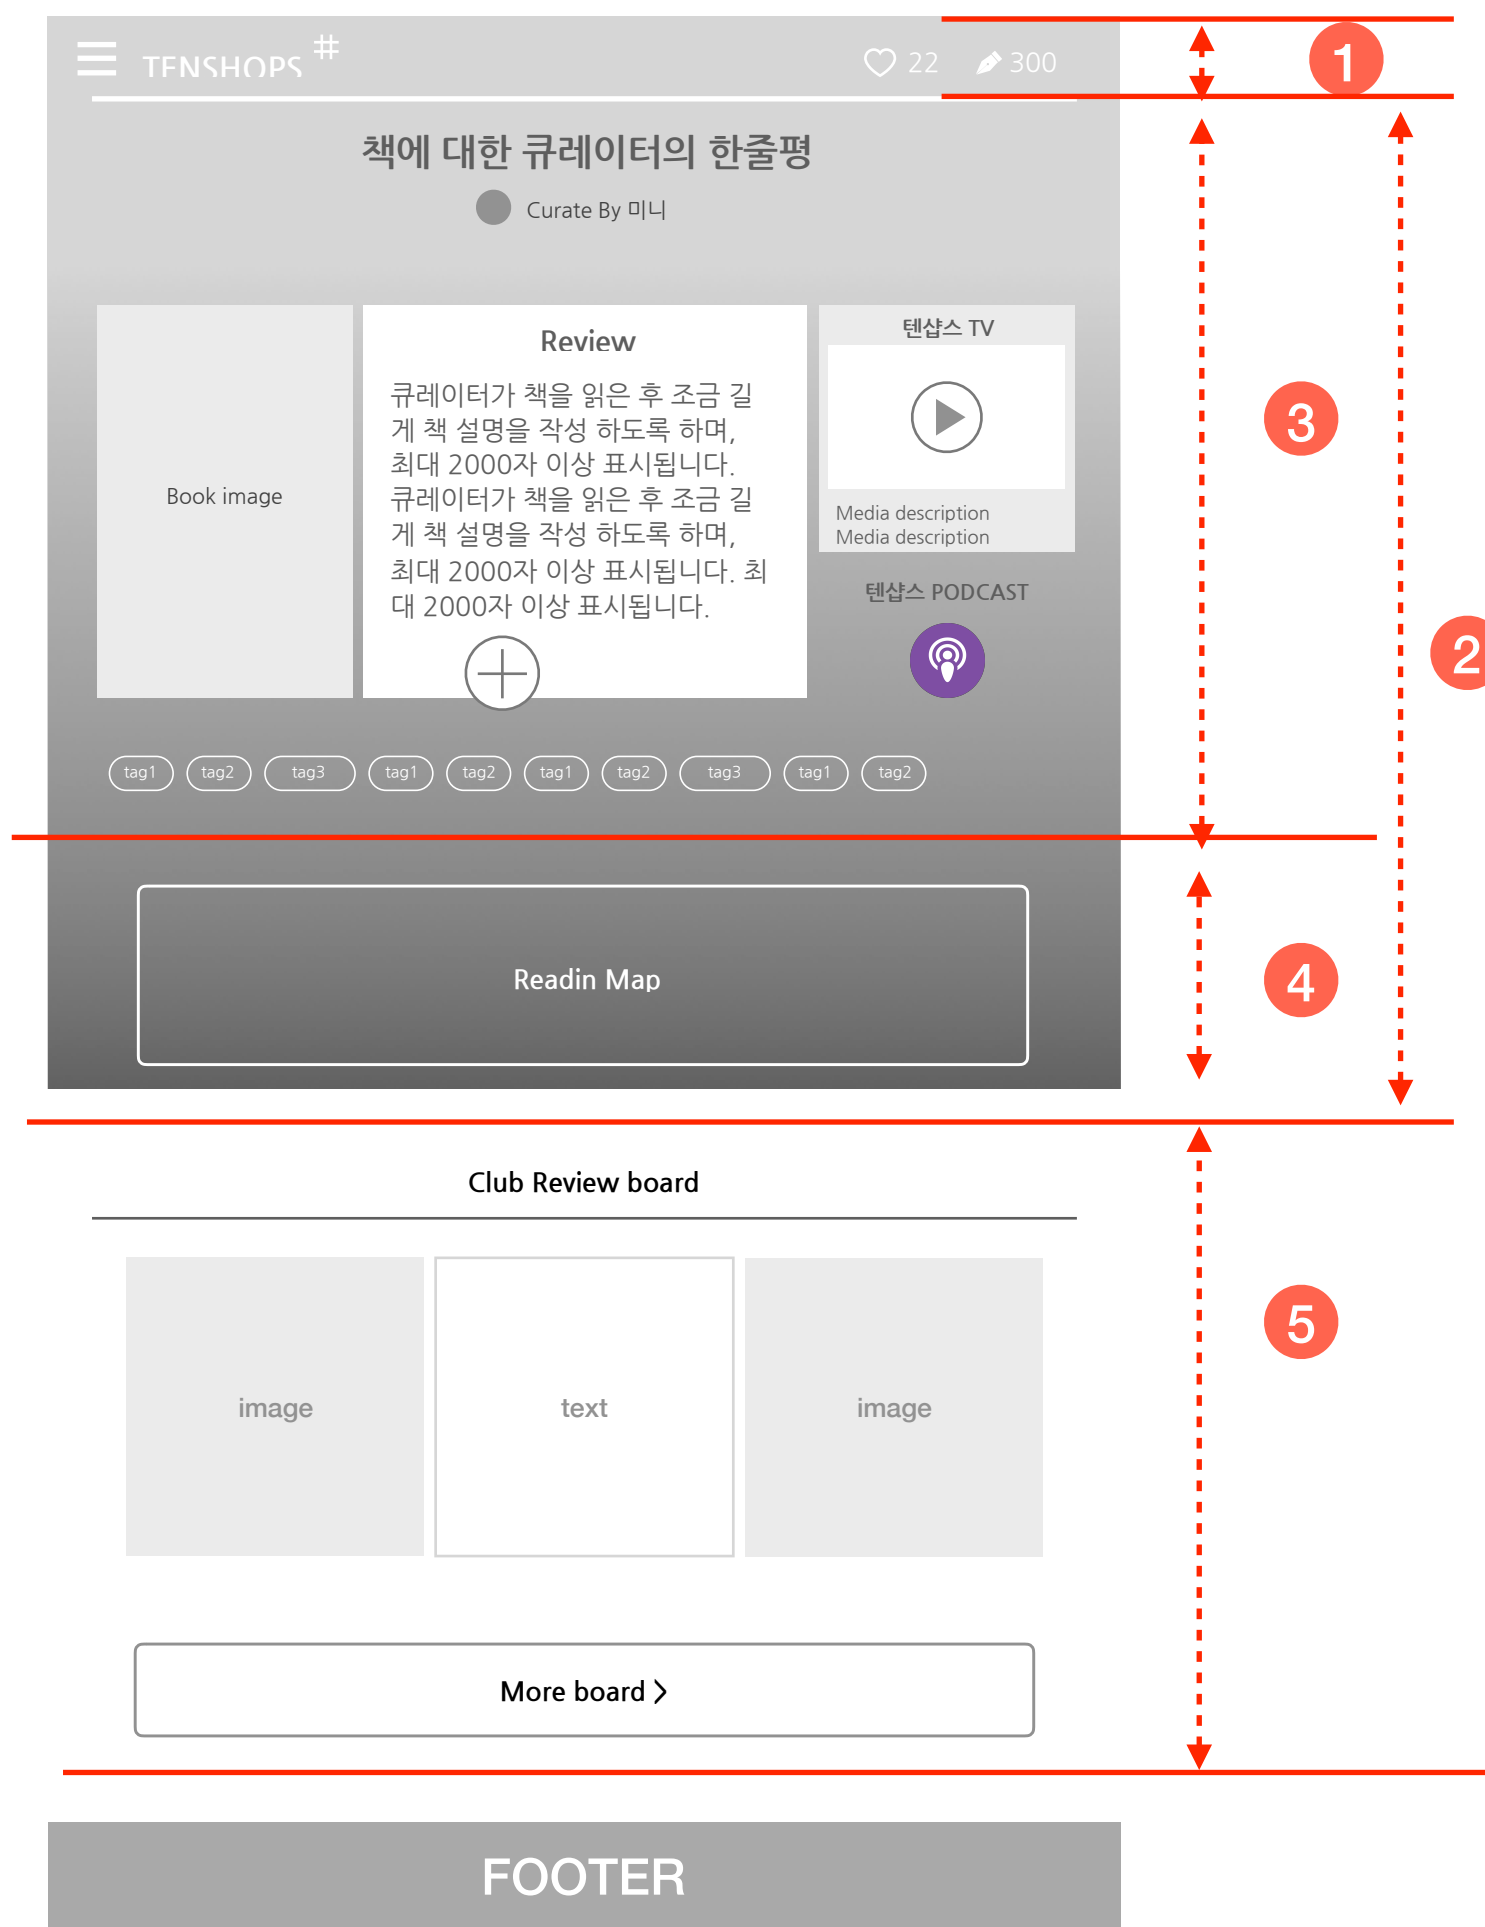 TENSHOPS #
22
300
1
책에 대한 큐레이터의 한줄평
Curate By 미니
Book image
Review
큐레이터가 책을 읽은 후 조금 길
게 책 설명을 작성 하도록 하며,
최대 2000자 이상 표시됩니다.
큐레이터가 책을 읽은 후 조금 길
게 책 설명을 작성 하도록 하며,
최대 2000자 이상 표시됩니다. 최
대 2000자 이상 표시됩니다.
텐샵스 TV
Media description
Media description
텐샵스 PODCAST
3
2
tag1 tag2 tag3 tag1 tag2 tag1 tag2 tag3 tag1 tag2
Readin Map
4
Club Review board
image
text
image
5
More board >
FOOTER